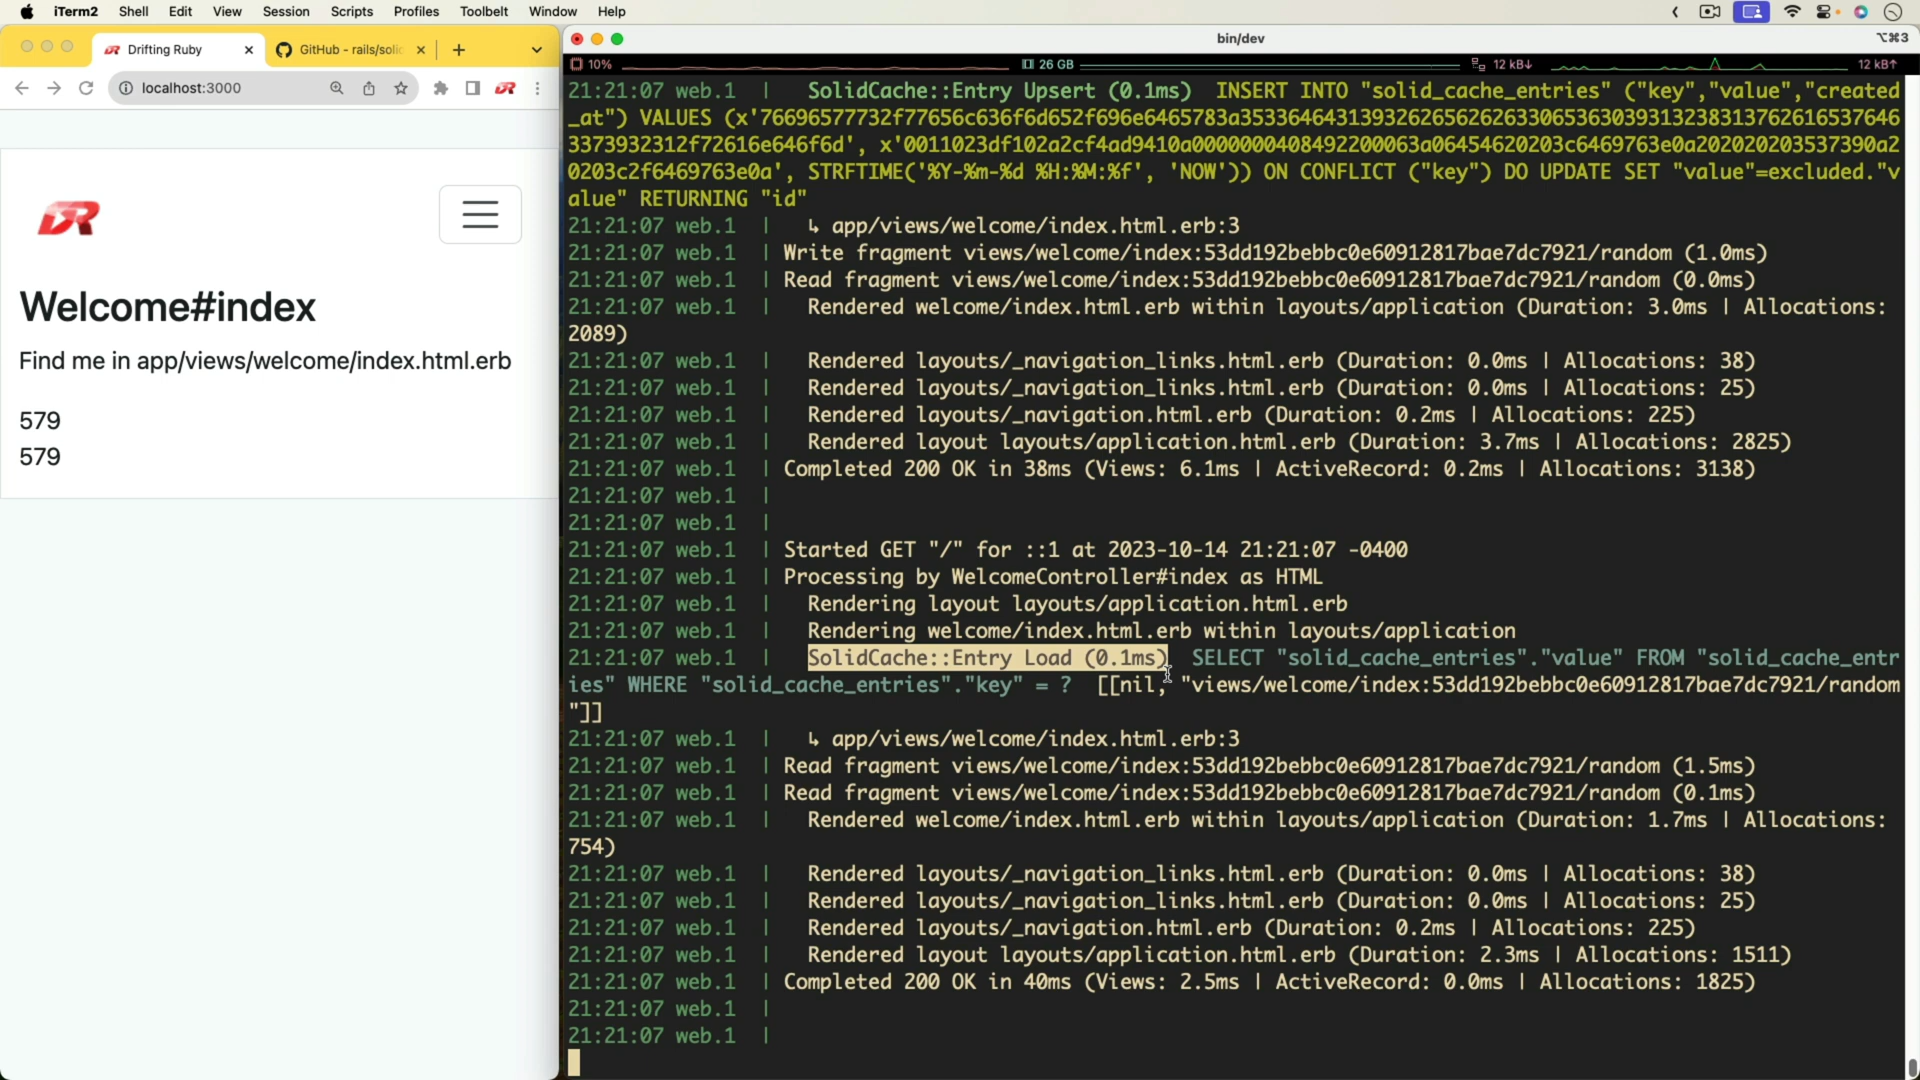 iTerm2 Shell Edit View Session Scripts Profiles Toolbelt Window Help
Drifting Ruby
GitHub - rails/soli
localhost:3000
DR
Welcome#index
Find me in app/views/welcome/index.html.erb
579
579
bin/dev
⌥⌘3
10% 26 GB 12 kB↓ 12 kB↑
21:21:07 web.1 | SolidCache::Entry Upsert (0.1ms) INSERT INTO "solid_cache_entries" ("key","value","created
_at") VALUES (x'76696577732f77656c636f6d652f696e6465783a35336464313932626562626330653630393132383137626165376463
3373932312f72616e646f6d', x'0011023df102a2cf4ad9410a0000000408492200063a06454620203c6469763e0a202020203537390a2
0203c2f6469763e0a', STRFTIME('%Y-%m-%d %H:%M:%f', 'NOW')) ON CONFLICT ("key") DO UPDATE SET "value"=excluded."v
alue" RETURNING "id"
21:21:07 web.1 | ↳ app/views/welcome/index.html.erb:3
21:21:07 web.1 | Write fragment views/welcome/index:53dd192bebbc0e60912817bae7dc7921/random (1.0ms)
21:21:07 web.1 | Read fragment views/welcome/index:53dd192bebbc0e60912817bae7dc7921/random (0.0ms)
21:21:07 web.1 | Rendered welcome/index.html.erb within layouts/application (Duration: 3.0ms | Allocations:
2089)
21:21:07 web.1 | Rendered layouts/_navigation_links.html.erb (Duration: 0.0ms | Allocations: 38)
21:21:07 web.1 | Rendered layouts/_navigation_links.html.erb (Duration: 0.0ms | Allocations: 25)
21:21:07 web.1 | Rendered layouts/_navigation.html.erb (Duration: 0.2ms | Allocations: 225)
21:21:07 web.1 | Rendered layout layouts/application.html.erb (Duration: 3.7ms | Allocations: 2825)
21:21:07 web.1 | Completed 200 OK in 38ms (Views: 6.1ms | ActiveRecord: 0.2ms | Allocations: 3138)
21:21:07 web.1 |
21:21:07 web.1 |
21:21:07 web.1 | Started GET "/" for ::1 at 2023-10-14 21:21:07 -0400
21:21:07 web.1 | Processing by WelcomeController#index as HTML
21:21:07 web.1 | Rendering layout layouts/application.html.erb
21:21:07 web.1 | Rendering welcome/index.html.erb within layouts/application
21:21:07 web.1 | SolidCache::Entry Load (0.1ms) SELECT "solid_cache_entries"."value" FROM "solid_cache_entr
ies" WHERE "solid_cache_entries"."key" = ? [[nil, "views/welcome/index:53dd192bebbc0e60912817bae7dc7921/random
"]]
21:21:07 web.1 | ↳ app/views/welcome/index.html.erb:3
21:21:07 web.1 | Read fragment views/welcome/index:53dd192bebbc0e60912817bae7dc7921/random (1.5ms)
21:21:07 web.1 | Read fragment views/welcome/index:53dd192bebbc0e60912817bae7dc7921/random (0.1ms)
21:21:07 web.1 | Rendered welcome/index.html.erb within layouts/application (Duration: 1.7ms | Allocations:
754)
21:21:07 web.1 | Rendered layouts/_navigation_links.html.erb (Duration: 0.0ms | Allocations: 38)
21:21:07 web.1 | Rendered layouts/_navigation_links.html.erb (Duration: 0.0ms | Allocations: 25)
21:21:07 web.1 | Rendered layouts/_navigation.html.erb (Duration: 0.2ms | Allocations: 225)
21:21:07 web.1 | Rendered layout layouts/application.html.erb (Duration: 2.3ms | Allocations: 1511)
21:21:07 web.1 | Completed 200 OK in 40ms (Views: 2.5ms | ActiveRecord: 0.0ms | Allocations: 1825)
21:21:07 web.1 |
21:21:07 web.1 |